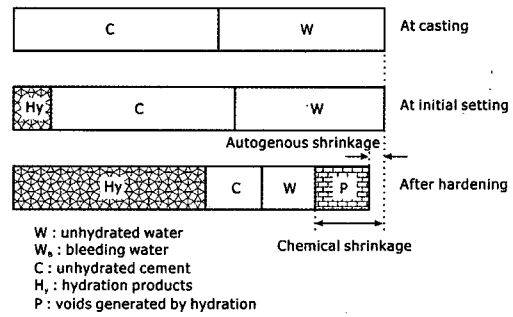 C W At casting
Hy C W At initial setting
Autogenous shrinkage
Hy C W P After hardening
Chemical shrinkage
W : unhydrated water
Wₐ : bleeding water
C : unhydrated cement
Hᵧ : hydration products
P : voids generated by hydration